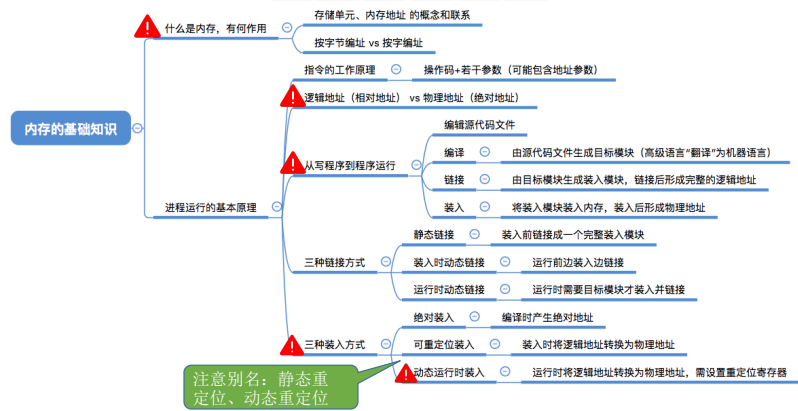 内存的基础知识
什么是内存，有何作用
存储单元、内存地址 的概念和联系
按字节编址 vs 按字编址
进程运行的基本原理
指令的工作原理
操作码+若干参数（可能包含地址参数）
逻辑地址（相对地址） vs 物理地址（绝对地址）
从写程序到程序运行
编辑源代码文件
编译
由源代码文件生成目标模块（高级语言“翻译”为机器语言）
链接
由目标模块生成装入模块，链接后形成完整的逻辑地址
装入
将装入模块装入内存，装入后形成物理地址
三种链接方式
静态链接
装入前链接成一个完整装入模块
装入时动态链接
运行前边装入边链接
运行时动态链接
运行时需要目标模块才装入并链接
三种装入方式
绝对装入
编译时产生绝对地址
可重定位装入
装入时将逻辑地址转换为物理地址
动态运行时装入
运行时将逻辑地址转换为物理地址，需设置重定位寄存器
注意别名：静态重
定位、动态重定位